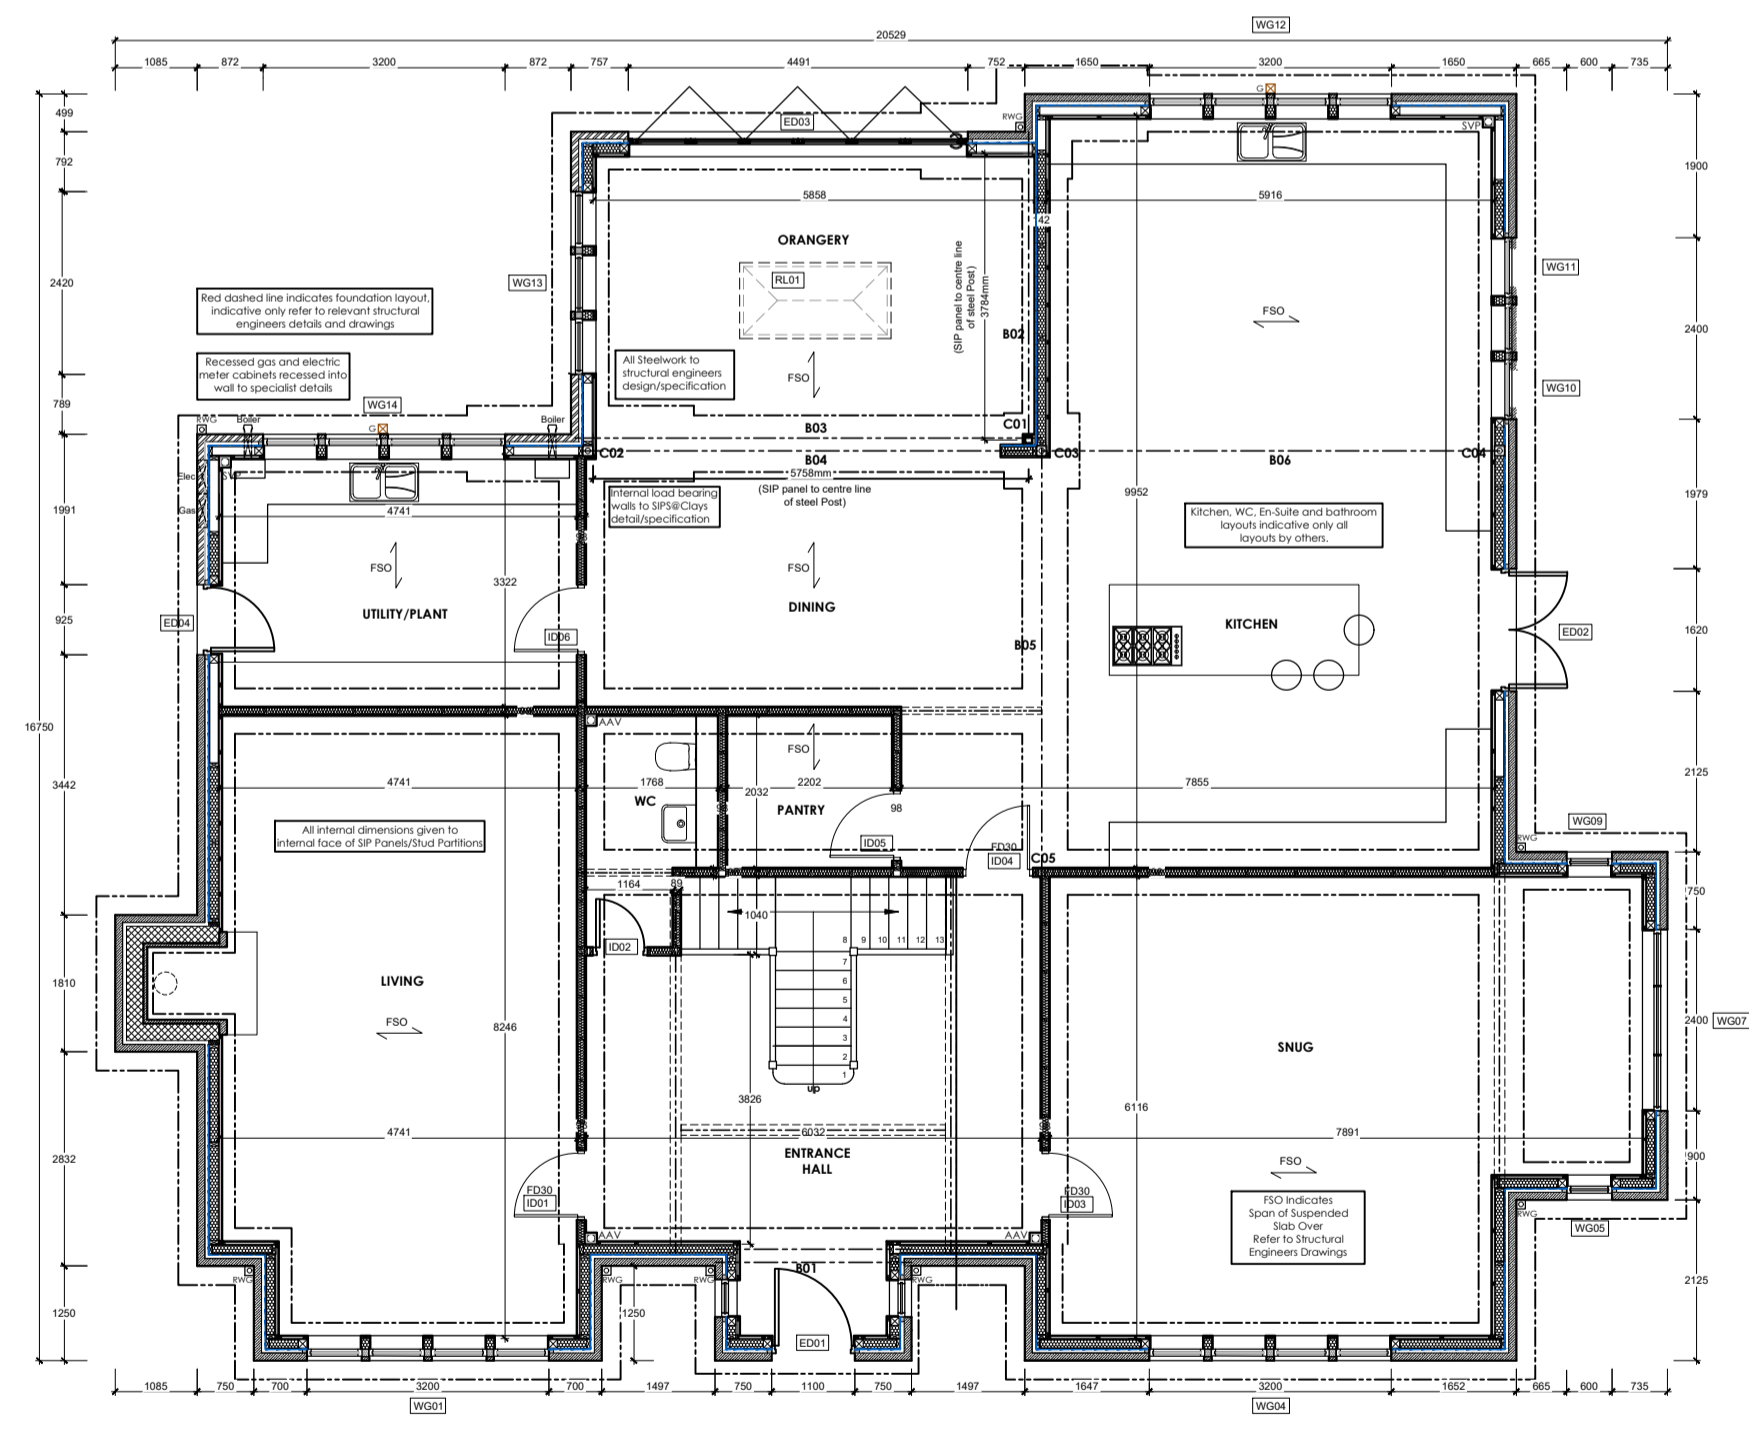 WG12
20529
1085 872 3200 872 757 4491 752 1650 3200 1650 665 600 735
499
792
2420
789
1991
925
3442
1810
2832
1250
16750
1900
2400
1979
1620
2125
750
2400
900
2125
ED03
RWG
G
SVP
5858
5916
142
ORANGERY
RL01
WG13
WG11
WG10
Red dashed line indicates foundation layout,
indicative only refer to relevant structural
engineers details and drawings
Recessed gas and electric
meter cabinets recessed into
wall to specialist details
All Steelwork to
structural engineers
design/specification
FSO
(SIP panel to centre line
of steel Post)
3784mm
B02
FSO
WG14
RWG
Boiler
G
Boiler
B03
C01
C02
B04
C03
B06
C04
5758mm
(SIP panel to centre line
of steel Post)
Elec
SVP
Gas
4741
Internal load bearing
walls to SIPS@Clays
detail/specification
9952
Kitchen, WC, En-Suite and bathroom
layouts indicative only all
layouts by others.
FSO
3322
FSO
UTILITY/PLANT
DINING
KITCHEN
ED04
ID06
B05
ED02
AAV
FSO
4741
1768
2032
2202
7855
WC
PANTRY
98
All internal dimensions given to
internal face of SIP Panels/Stud Partitions
ID05
FD30
ID04
C05
RWG
WG09
1164
89
1040
ID02
8 9 10 11 12 13
7
6
5
4
3
2
1
up
LIVING
FSO
8246
SNUG
WG07
3826
6116
4741
6032
7891
ENTRANCE
HALL
FSO
FD30
ID01
FD30
ID03
FSO Indicates
Span of Suspended
Slab Over
Refer to Structural
Engineers Drawings
RWG
WG05
AAV
AAV
B01
RWG
RWG
RWG
1250
ED01
1085 750 700 3200 700 1497 750 1100 750 1497 1647 3200 1652 665 600 735
WG01
WG04